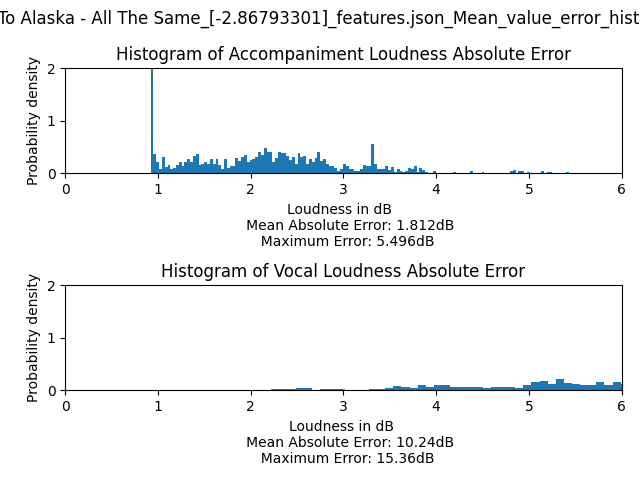 To Alaska - All The Same_[-2.86793301]_features.json_Mean_value_error_hist
Histogram of Accompaniment Loudness Absolute Error
Probability density
2
1
0
0 1 2 3 4 5 6
Loudness in dB
Mean Absolute Error: 1.812dB
Maximum Error: 5.496dB
Histogram of Vocal Loudness Absolute Error
Probability density
2
1
0
0 1 2 3 4 5 6
Loudness in dB
Mean Absolute Error: 10.24dB
Maximum Error: 15.36dB